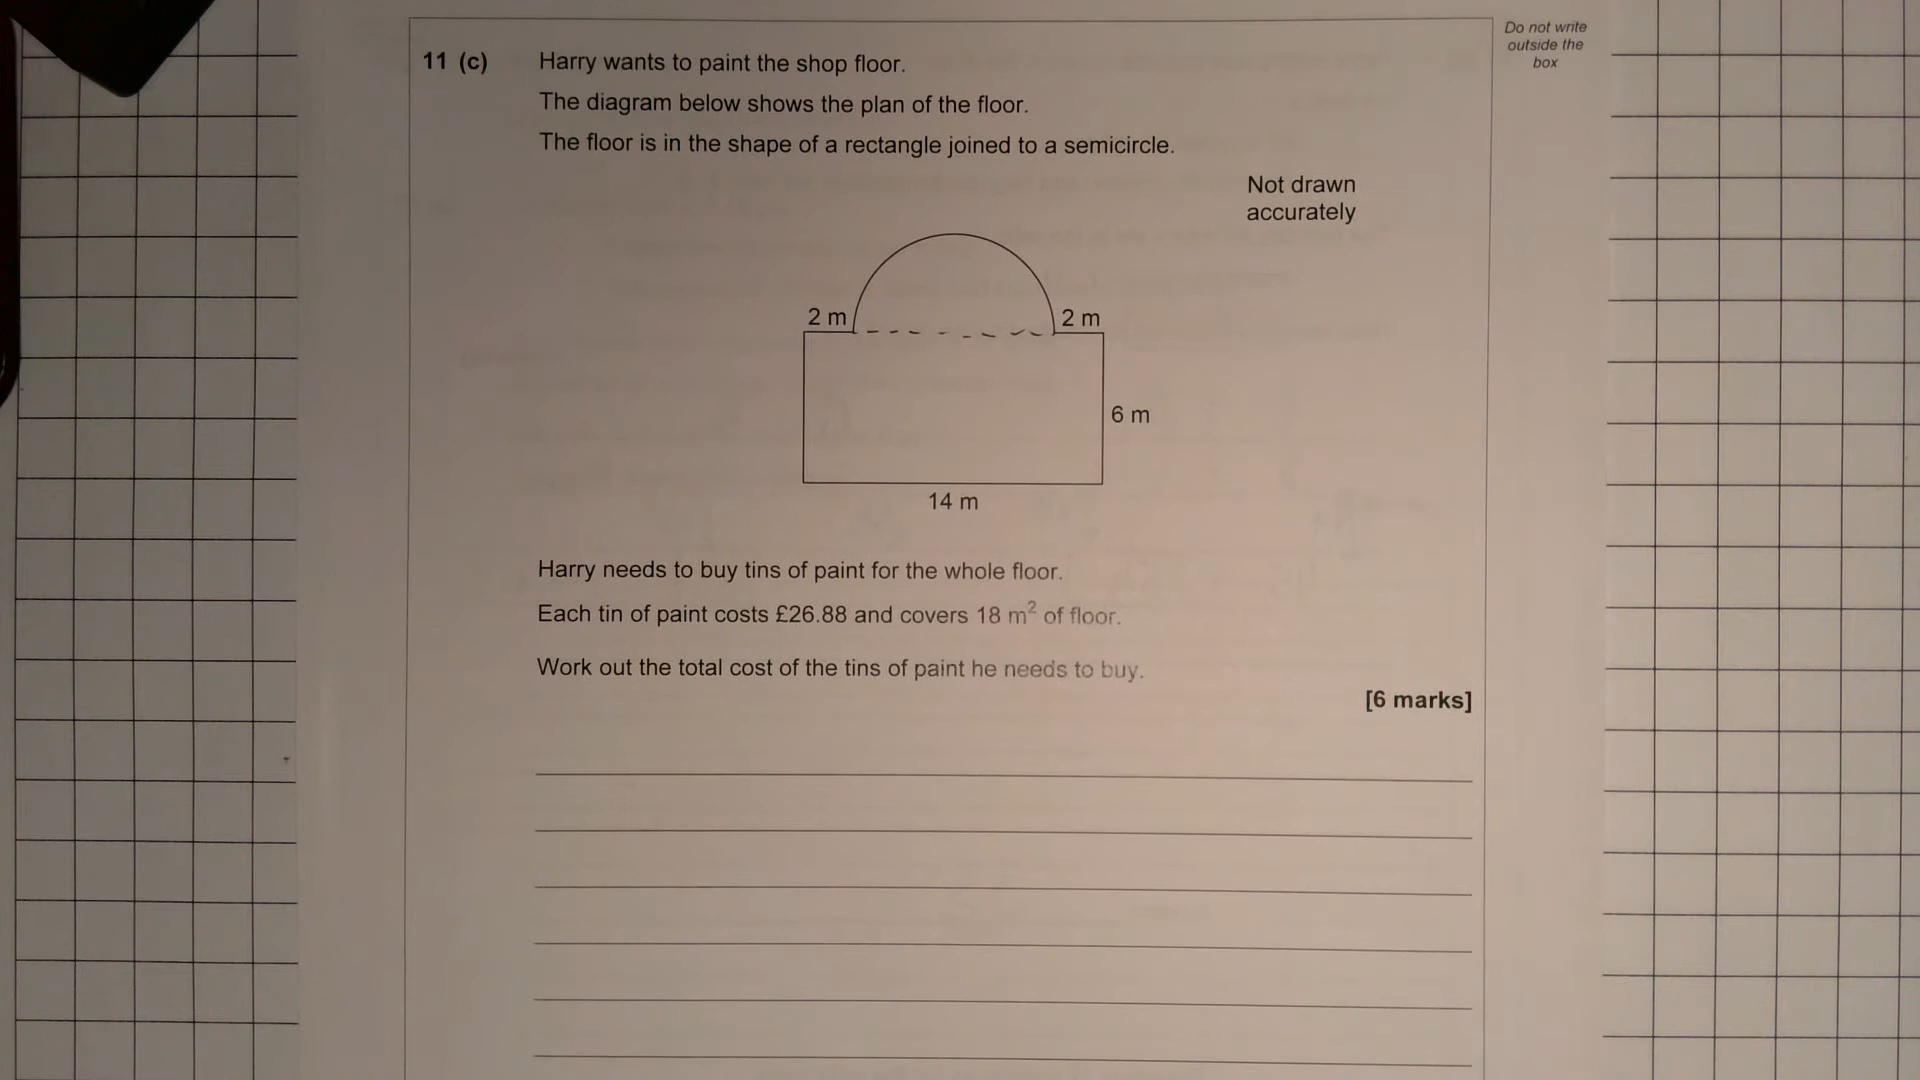 Do not write
outside the
box
11 (c) Harry wants to paint the shop floor.
The diagram below shows the plan of the floor.
The floor is in the shape of a rectangle joined to a semicircle.
Not drawn
accurately
2 m 2 m
6 m
14 m
Harry needs to buy tins of paint for the whole floor.
Each tin of paint costs £26.88 and covers 18 m² of floor.
Work out the total cost of the tins of paint he needs to buy.
[6 marks]